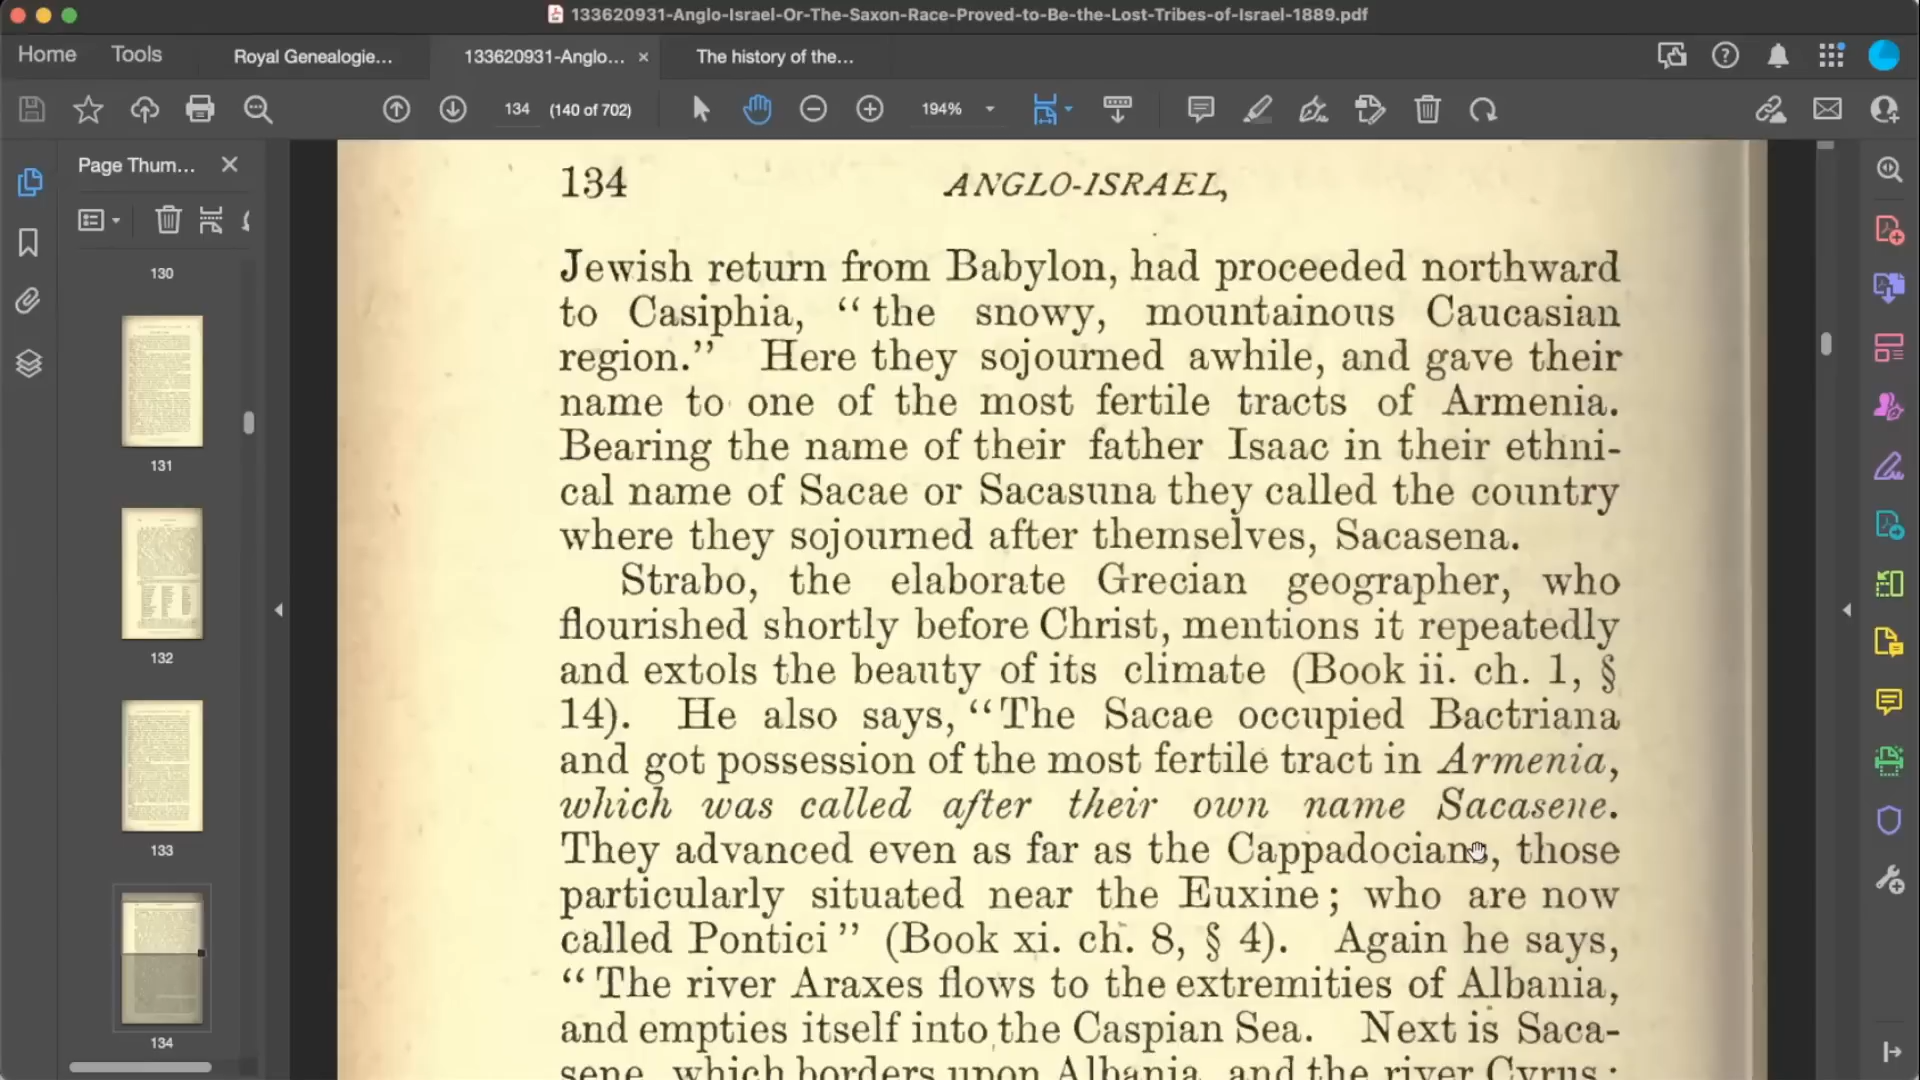 133620931-Anglo-Israel-Or-The-Saxon-Race-Proved-to-Be-the-Lost-Tribes-of-Israel-1889.pdf
Home
Tools
Royal Genealogie...
133620931-Anglo...
The history of the...
134
(140 of 702)
194%
Page Thum...
130
131
132
133
134
134
ANGLO-ISRAEL,
Jewish return from Babylon, had proceeded northward
to Casiphia, “ the snowy, mountainous Caucasian
region.” Here they sojourned awhile, and gave their
name to one of the most fertile tracts of Armenia.
Bearing the name of their father Isaac in their ethni-
cal name of Sacae or Sacasuna they called the country
where they sojourned after themselves, Sacasena.
Strabo, the elaborate Grecian geographer, who
flourished shortly before Christ, mentions it repeatedly
and extols the beauty of its climate (Book ii. ch. 1, §
14). He also says, “The Sacae occupied Bactriana
and got possession of the most fertile tract in Armenia,
which was called after their own name Sacasene.
They advanced even as far as the Cappadocians, those
particularly situated near the Euxine ; who are now
called Pontici ” (Book xi. ch. 8, § 4). Again he says,
“ The river Araxes flows to the extremities of Albania,
and empties itself into the Caspian Sea. Next is Saca-
sene, which borders upon Albania, and the river Cyrus ;